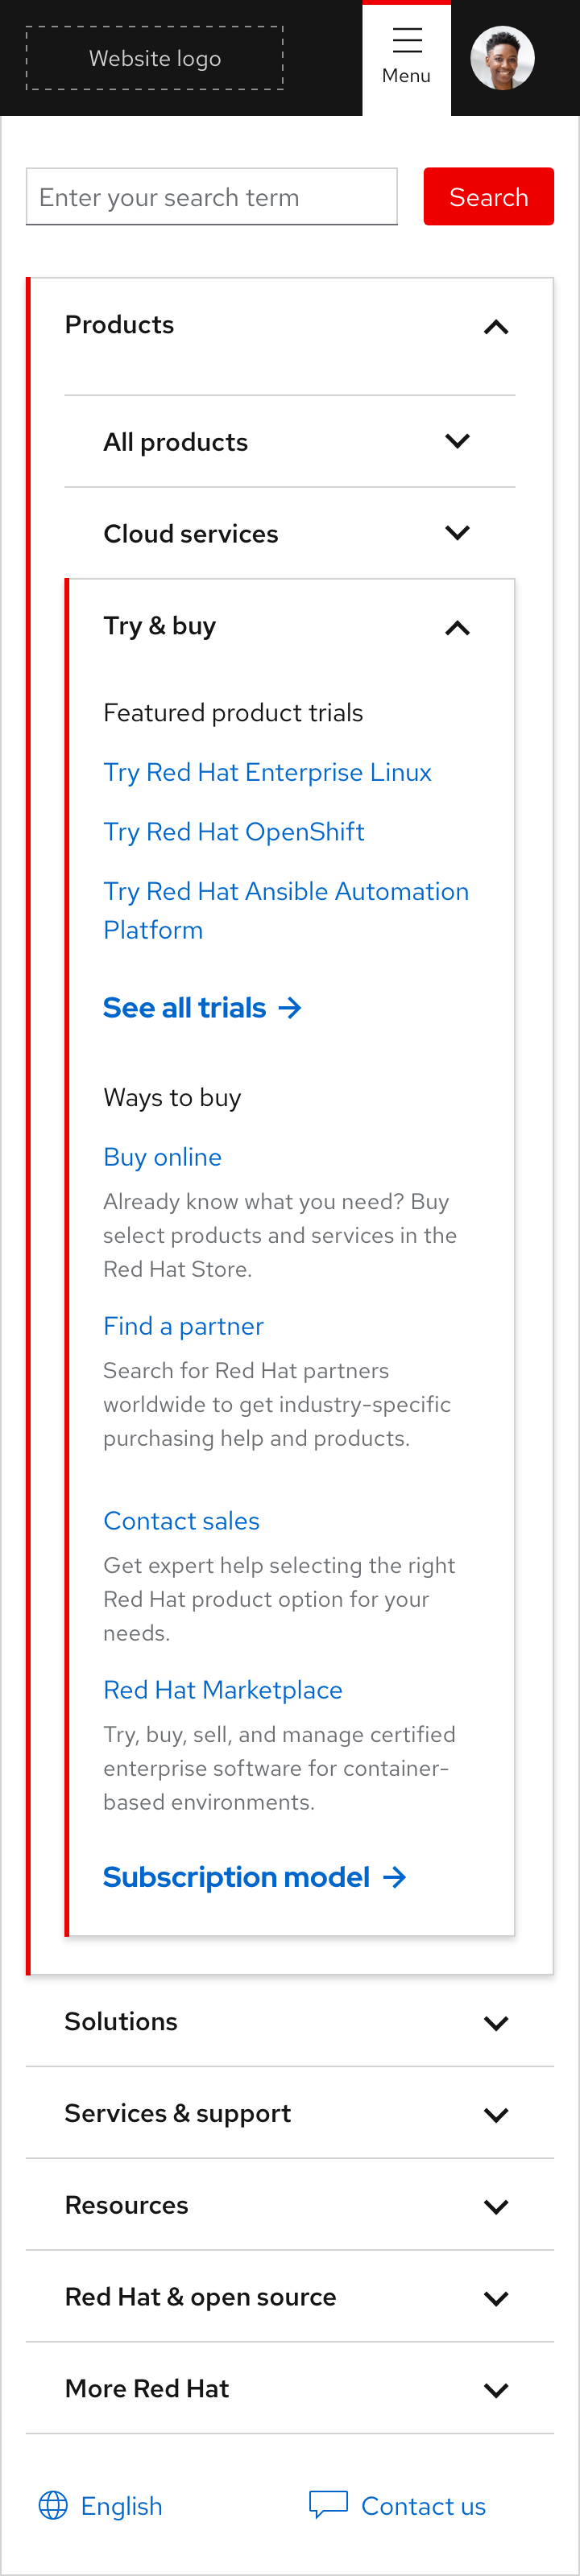 Website logo
Menu
Enter your search term
Search
Products
All products
Cloud services
Try & buy
Featured product trials
Try Red Hat Enterprise Linux
Try Red Hat OpenShift
Try Red Hat Ansible Automation
Platform
See all trials
Ways to buy
Buy online
Already know what you need? Buy
select products and services in the
Red Hat Store.
Find a partner
Search for Red Hat partners
worldwide to get industry-specific
purchasing help and products.
Contact sales
Get expert help selecting the right
Red Hat product option for your
needs.
Red Hat Marketplace
Try, buy, sell, and manage certified
enterprise software for container-
based environments.
Subscription model
Solutions
Services & support
Resources
Red Hat & open source
More Red Hat
English
Contact us